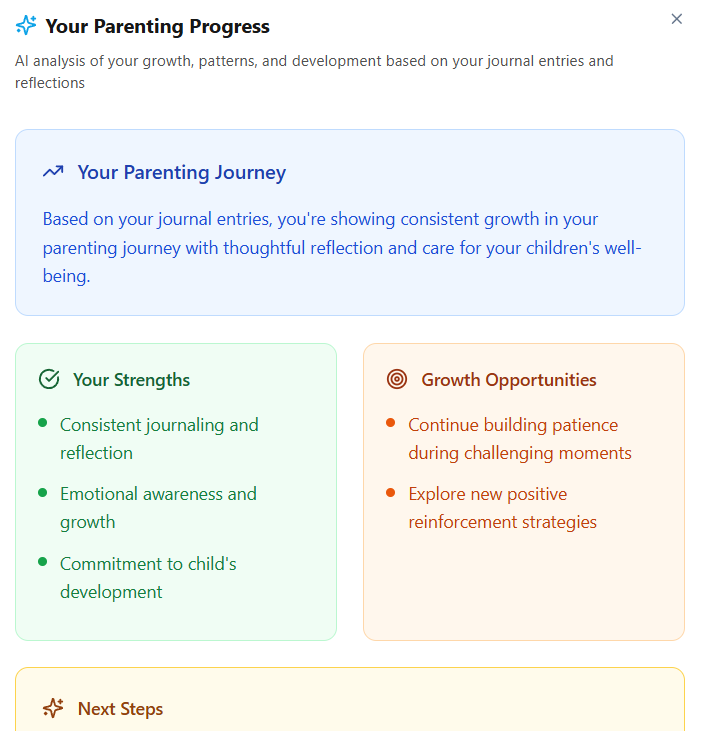 Your Parenting Progress
AI analysis of your growth, patterns, and development based on your journal entries and
reflections
Your Parenting Journey
Based on your journal entries, you're showing consistent growth in your
parenting journey with thoughtful reflection and care for your children's well-
being.
Your Strengths
Consistent journaling and
reflection
Emotional awareness and
growth
Commitment to child's
development
Growth Opportunities
Continue building patience
during challenging moments
Explore new positive
reinforcement strategies
Next Steps